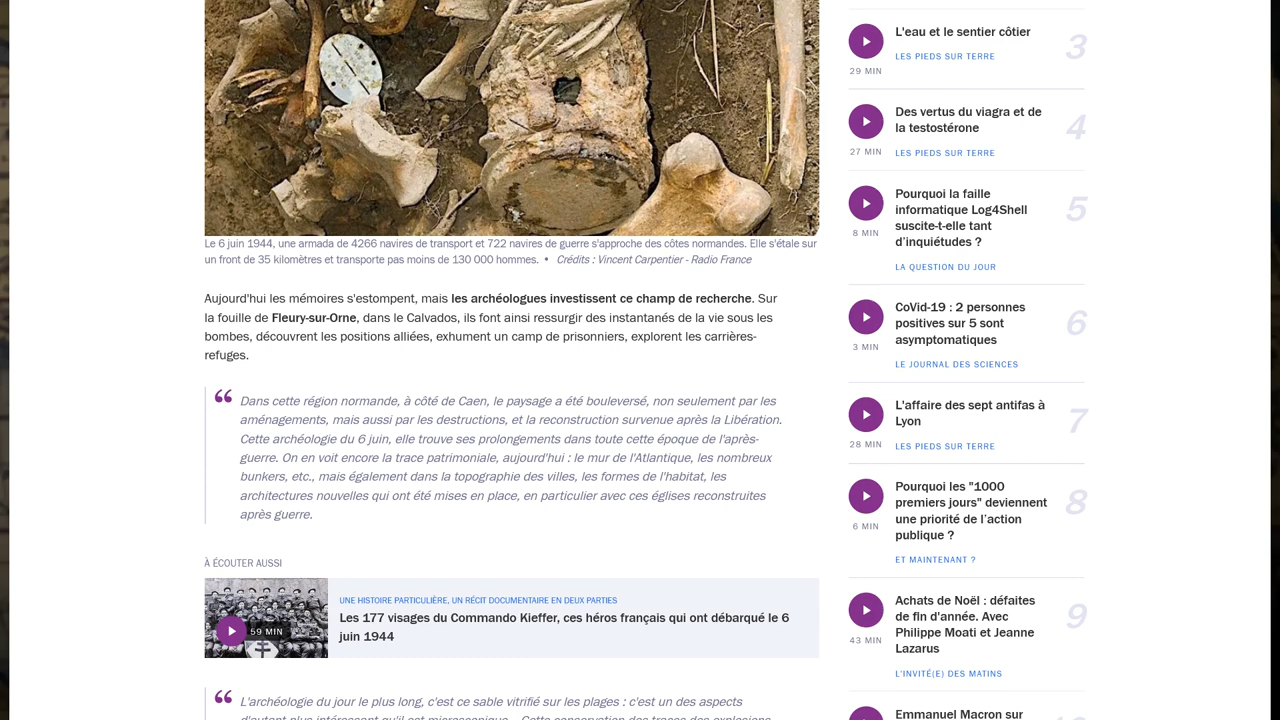 Le 6 juin 1944, une armada de 4266 navires de transport et 722 navires de guerre s'approche des côtes normandes. Elle s'étale sur
un front de 35 kilomètres et transporte pas moins de 130 000 hommes. • Crédits : Vincent Carpentier - Radio France
Aujourd'hui les mémoires s'estompent, mais les archéologues investissent ce champ de recherche. Sur
la fouille de Fleury-sur-Orne, dans le Calvados, ils font ainsi ressurgir des instantanés de la vie sous les
bombes, découvrent les positions alliées, exhument un camp de prisonniers, explorent les carrières-
refuges.
“ Dans cette région normande, à côté de Caen, le paysage a été bouleversé, non seulement par les
aménagements, mais aussi par les destructions, et la reconstruction survenue après la Libération.
Cette archéologie du 6 juin, elle trouve ses prolongements dans toute cette époque de l'après-
guerre. On en voit encore la trace patrimoniale, aujourd'hui : le mur de l'Atlantique, les nombreux
bunkers, etc., mais également dans la topographie des villes, les formes de l'habitat, les
architectures nouvelles qui ont été mises en place, en particulier avec ces églises reconstruites
après guerre.
À ÉCOUTER AUSSI
59 MIN
UNE HISTOIRE PARTICULIÈRE, UN RÉCIT DOCUMENTAIRE EN DEUX PARTIES
Les 177 visages du Commando Kieffer, ces héros français qui ont débarqué le 6
juin 1944
“ L'archéologie du jour le plus long, c'est ce sable vitrifié sur les plages : c'est un des aspects
d'autant plus intéressant qu'il est microscopique... Cette conservation des traces des explosions
L'eau et le sentier côtier
3
LES PIEDS SUR TERRE
29 MIN
Des vertus du viagra et de
la testostérone
4
27 MIN
LES PIEDS SUR TERRE
Pourquoi la faille
informatique Log4Shell
suscite-t-elle tant
d'inquiétudes ?
5
8 MIN
LA QUESTION DU JOUR
CoVid-19 : 2 personnes
positives sur 5 sont
asymptomatiques
6
3 MIN
LE JOURNAL DES SCIENCES
L'affaire des sept antifas à
Lyon
7
28 MIN
LES PIEDS SUR TERRE
Pourquoi les "1000
premiers jours" deviennent
une priorité de l'action
publique ?
8
6 MIN
ET MAINTENANT ?
Achats de Noël : défaites
de fin d'année. Avec
Philippe Moati et Jeanne
Lazarus
9
43 MIN
L'INVITÉ(E) DES MATINS
Emmanuel Macron sur
10